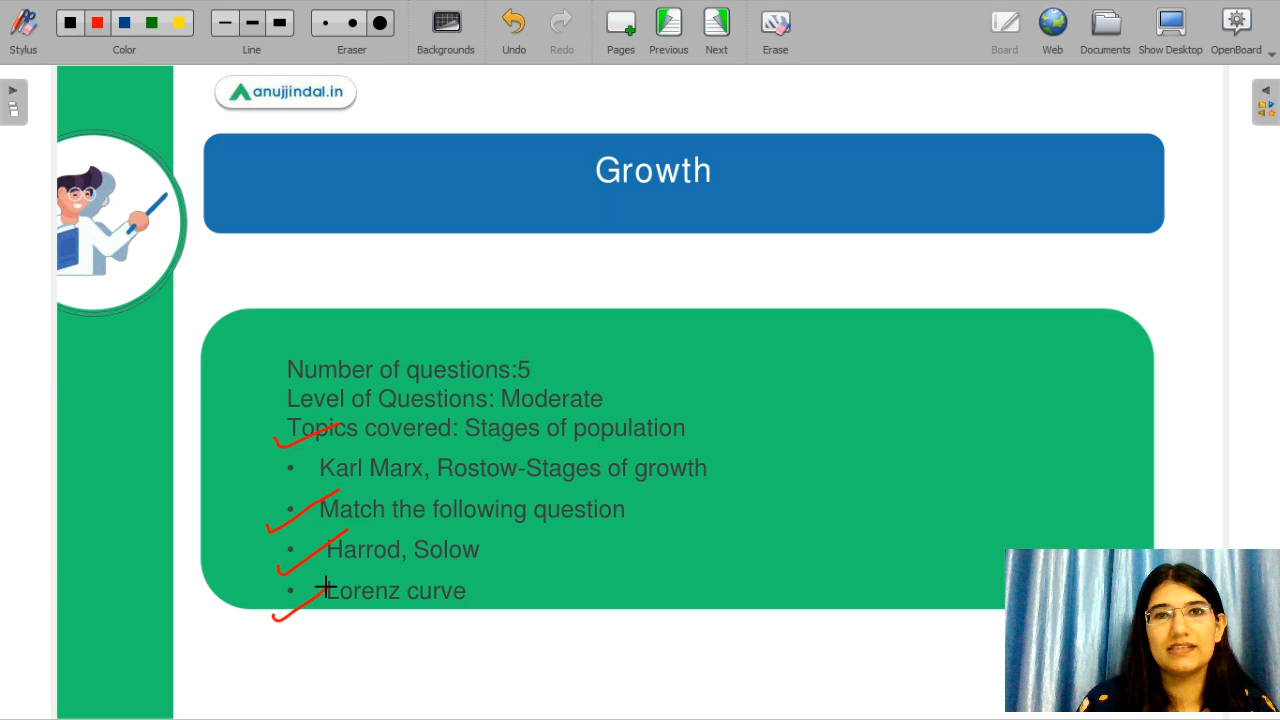 Stylus
Color
Line
Eraser
Backgrounds
Undo
Redo
Pages
Previous
Next
Erase
Board
Web
Documents
Show Desktop
OpenBoard
anujjindal.in
Growth
Number of questions:5
Level of Questions: Moderate
Topics covered: Stages of population
• Karl Marx, Rostow-Stages of growth
• Match the following question
• Harrod, Solow
• Lorenz curve